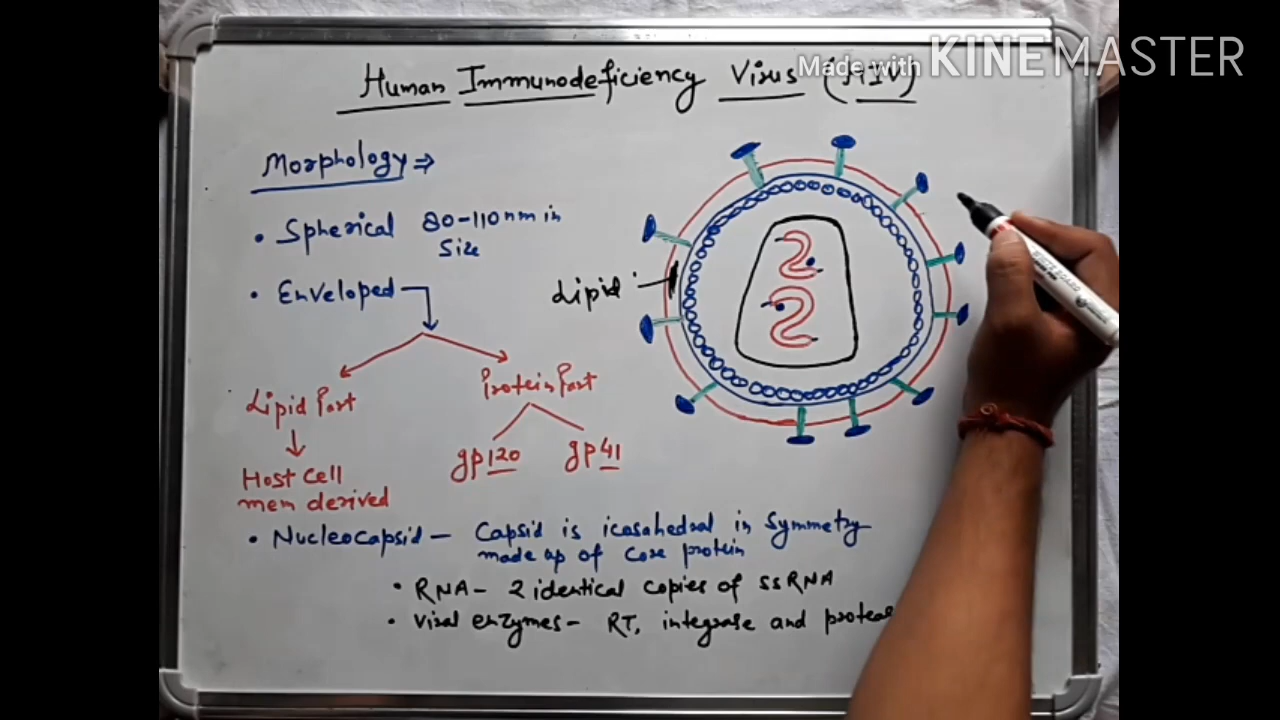 Made with KINEMASTER
Human Immunodeficiency Virus (HIV)
Morphology ⇒
• Spherical 80-110nm in
Size
• Enveloped
Lipid
Lipid Part
Protein Part
Host Cell
mem derived
gp120
gp41
• Nucleocapsid – Capsid is icosahedral in Symmetry
made up of Core protein
• RNA – 2 identical copies of ssRNA
• Viral enzymes – RT, integrase and